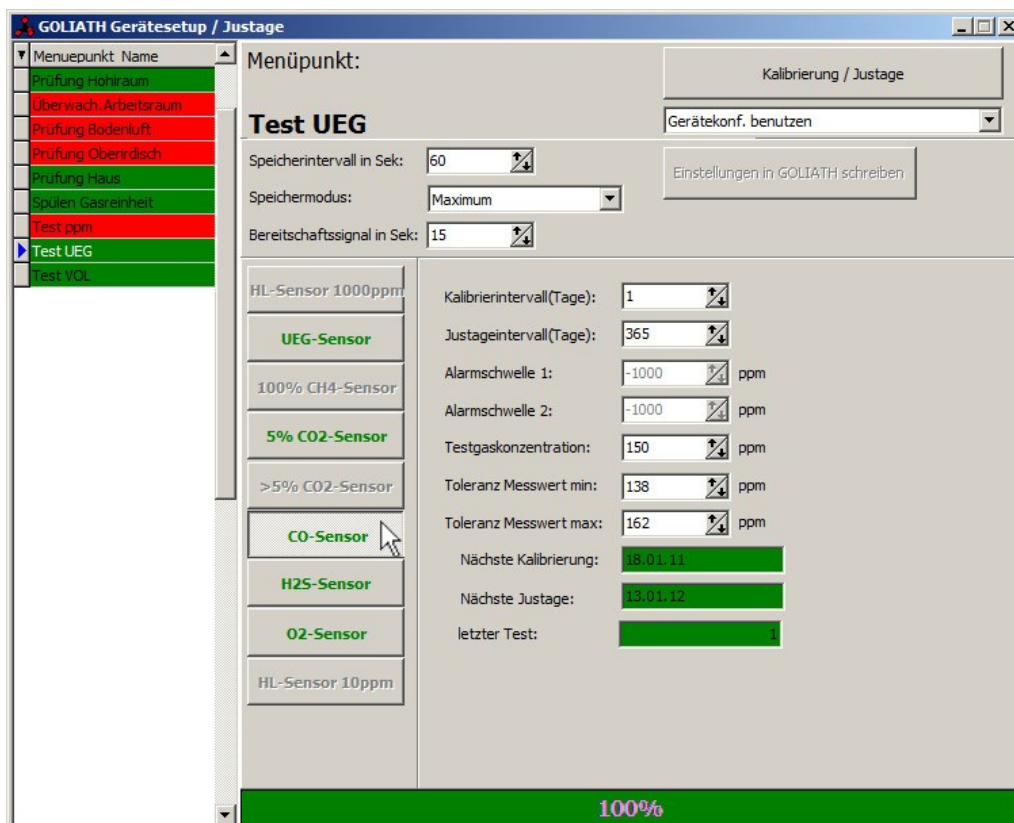 GOLIATH Gerätesetup / Justage
Menuepunkt Name
Prüfung Hohlraum
Überwach.Arbeitsraum
Prüfung Bodenluft
Prüfung Oberirdisch
Prüfung Haus
Spülen Gasreinheit
Test ppm
Test UEG
Test VOL
Menüpunkt:
Kalibrierung / Justage
Test UEG
Gerätekonf. benutzen
Speicherintervall in Sek: 60
Einstellungen in GOLIATH schreiben
Speichermodus: Maximum
Bereitschaftssignal in Sek: 15
HL-Sensor 1000ppm
UEG-Sensor
100% CH4-Sensor
5% CO2-Sensor
>5% CO2-Sensor
CO-Sensor
H2S-Sensor
O2-Sensor
HL-Sensor 10ppm
Kalibrierintervall(Tage): 1
Justageintervall(Tage): 365
Alarmschwelle 1: -1000 ppm
Alarmschwelle 2: -1000 ppm
Testgaskonzentration: 150 ppm
Toleranz Messwert min: 138 ppm
Toleranz Messwert max: 162 ppm
Nächste Kalibrierung: 18.01.11
Nächste Justage: 13.01.12
letzter Test: 1
100%